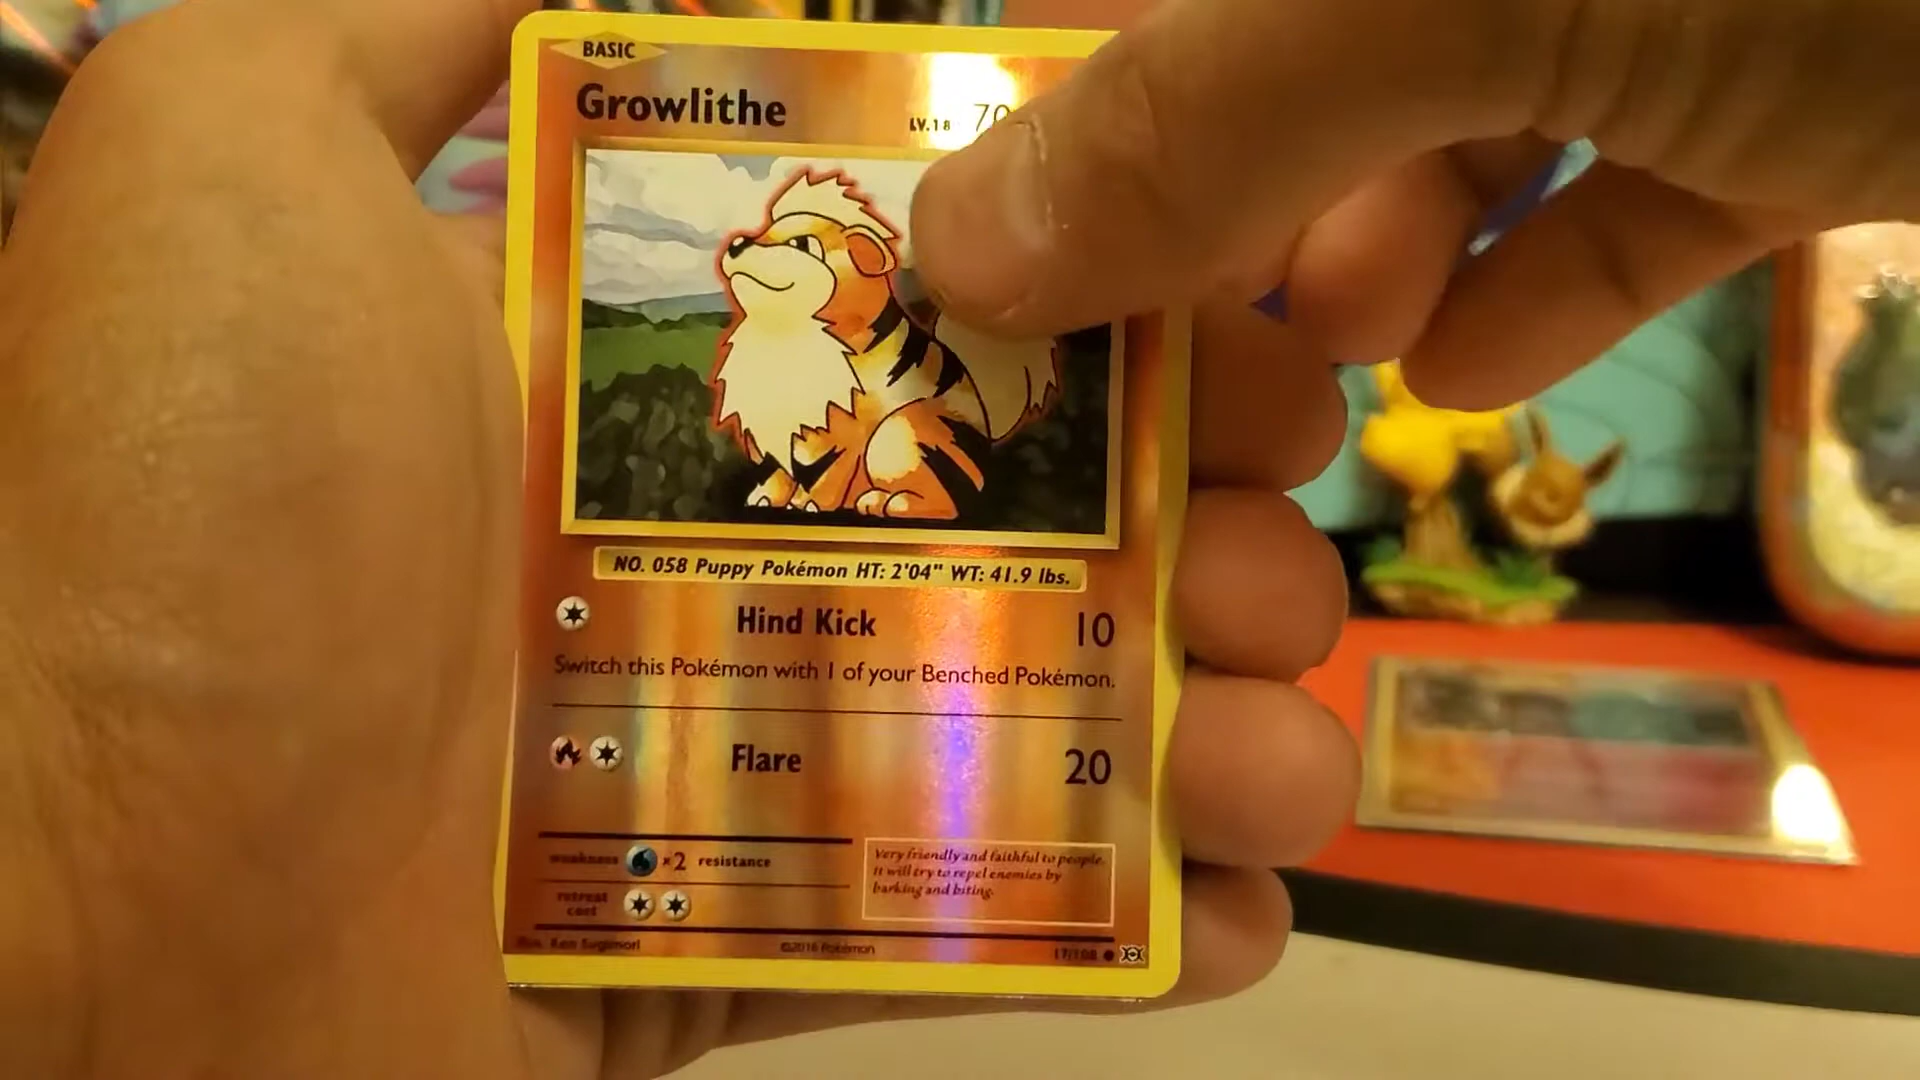 BASIC
Growlithe
LV.18 70
NO. 058 Puppy Pokémon HT: 2'04" WT: 41.9 lbs.
Hind Kick 10
Switch this Pokémon with 1 of your Benched Pokémon.
Flare 20
weakness ×2 resistance
Very friendly and faithful to people.
It will try to repel enemies by
barking and biting.
retreat
cost
Illus. Ken Sugimori ©2016 Pokémon 17/108